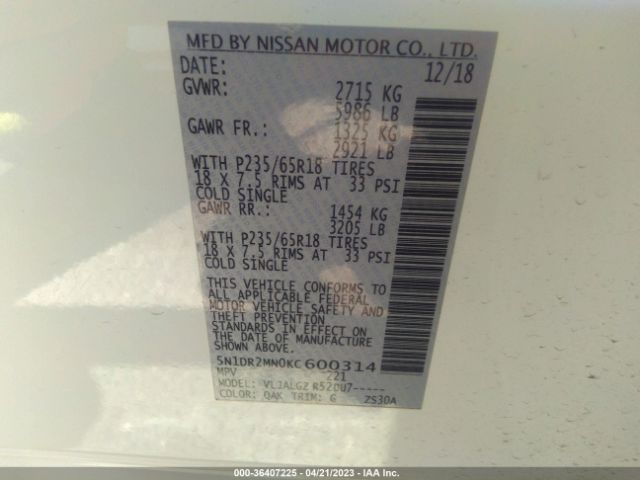 MFD BY NISSAN MOTOR CO., LTD.
DATE: 12/18
GVWR: 2715 KG
5986 LB
GAWR FR.: 1325 KG
2921 LB
WITH P235/65R18 TIRES
18 X 7.5 RIMS AT 33 PSI
COLD SINGLE
GAWR RR.: 1454 KG
3205 LB
WITH P235/65R18 TIRES
18 X 7.5 RIMS AT 33 PSI
COLD SINGLE
THIS VEHICLE CONFORMS TO
ALL APPLICABLE FEDERAL
MOTOR VEHICLE SAFETY AND
THEFT PREVENTION
STANDARDS IN EFFECT ON
THE DATE OF MANUFACTURE
SHOWN ABOVE.
5N1DR2MN0KC600314
MPV 221
MODEL: R520U7-----
COLOR: QAK TRIM: G ZS30A
000-36407225 - 04/21/2023 - IAA Inc.